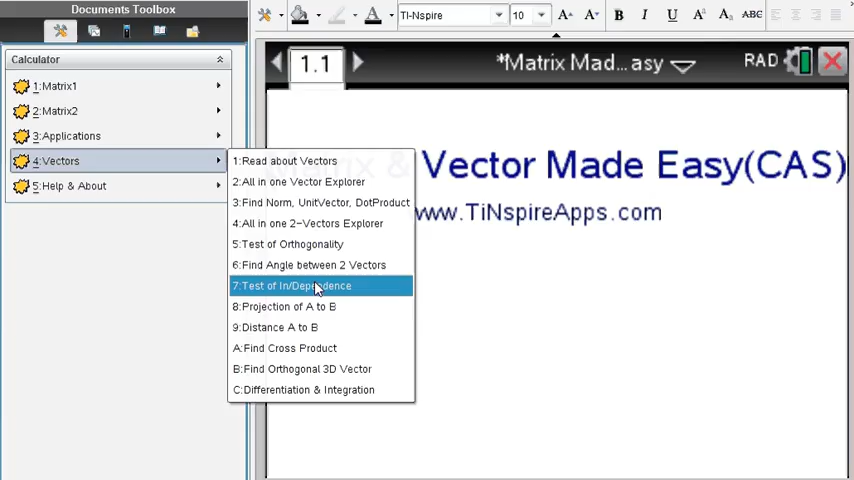 Documents Toolbox
TI-Nspire
10
B
I
U
ABC
Calculator
1:Matrix1
2:Matrix2
3:Applications
4:Vectors
5:Help & About
1:Read about Vectors
2:All in one Vector Explorer
3:Find Norm, UnitVector, DotProduct
4:All in one 2-Vectors Explorer
5:Test of Orthogonality
6:Find Angle between 2 Vectors
7:Test of In/Dependence
8:Projection of A to B
9:Distance A to B
A:Find Cross Product
B:Find Orthogonal 3D Vector
C:Differentiation & Integration
1.1
*Matrix Mad...asy
RAD
Matrix & Vector Made Easy(CAS)
www.TiNspireApps.com